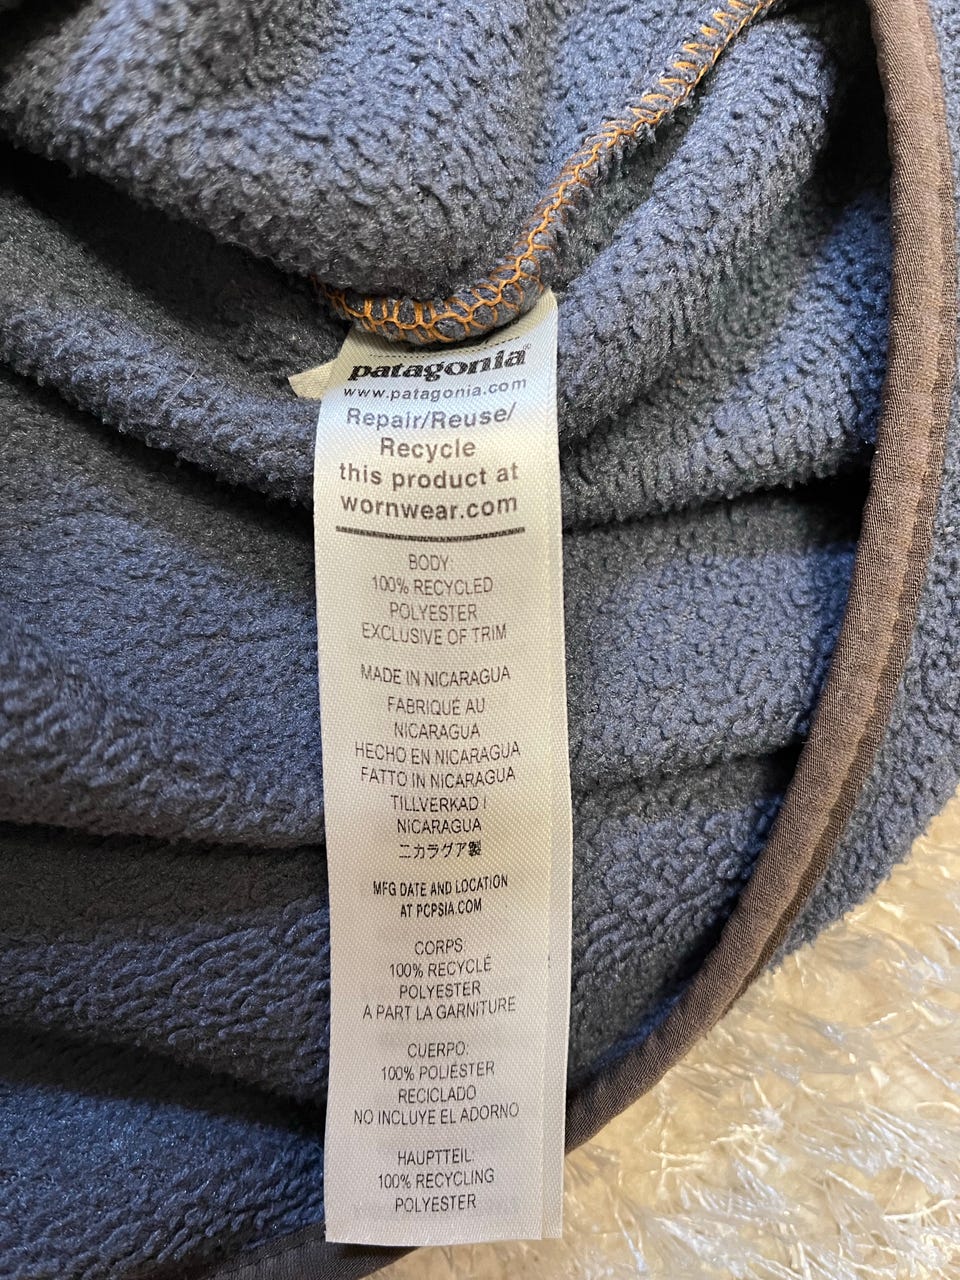 patagonia®
www.patagonia.com
Repair/Reuse/
Recycle
this product at
wornwear.com
BODY:
100% RECYCLED
POLYESTER
EXCLUSIVE OF TRIM
MADE IN NICARAGUA
FABRIQUÉ AU
NICARAGUA
HECHO EN NICARAGUA
FATTO IN NICARAGUA
TILLVERKAD I
NICARAGUA
ニカラグア製
MFG DATE AND LOCATION
AT PCPSIA.COM
CORPS:
100% RECYCLÉ
POLYESTER
A PART LA GARNITURE
CUERPO:
100% POLIÉSTER
RECICLADO
NO INCLUYE EL ADORNO
HAUPTTEIL:
100% RECYCLING
POLYESTER